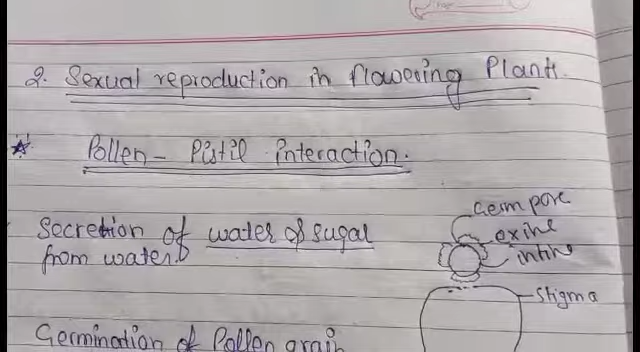 2. Sexual reproduction in flowering Plants.
Pollen - Pistil interaction.
Secretion of water & sugar
from water.
Germ pore
exine
intine
Stigma
Germination of Pollen grain